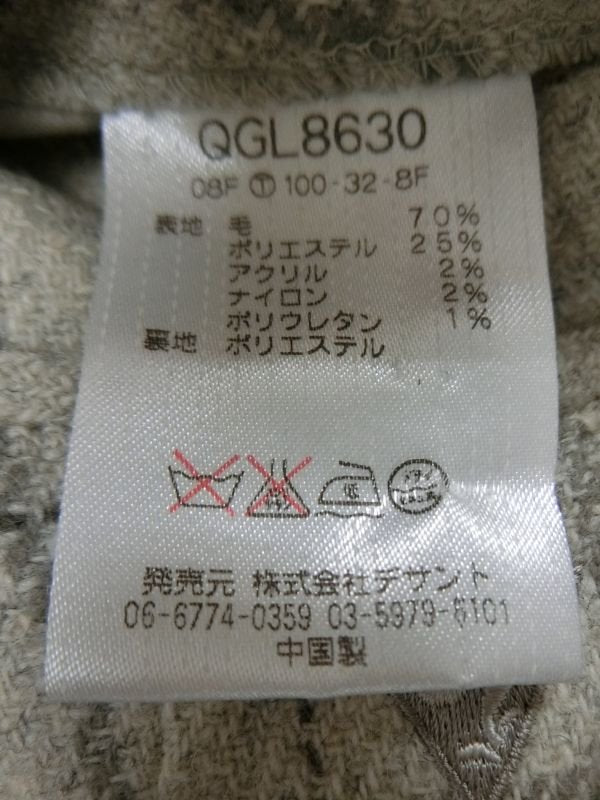 QGL8630
08F Ⓣ 100-32-8F
表地 毛 70%
ポリエステル 25%
アクリル 2%
ナイロン 2%
ポリウレタン 1%
裏地 ポリエステル
発売元 株式会社デサント
06-6774-0359 03-5979-6101
中国製